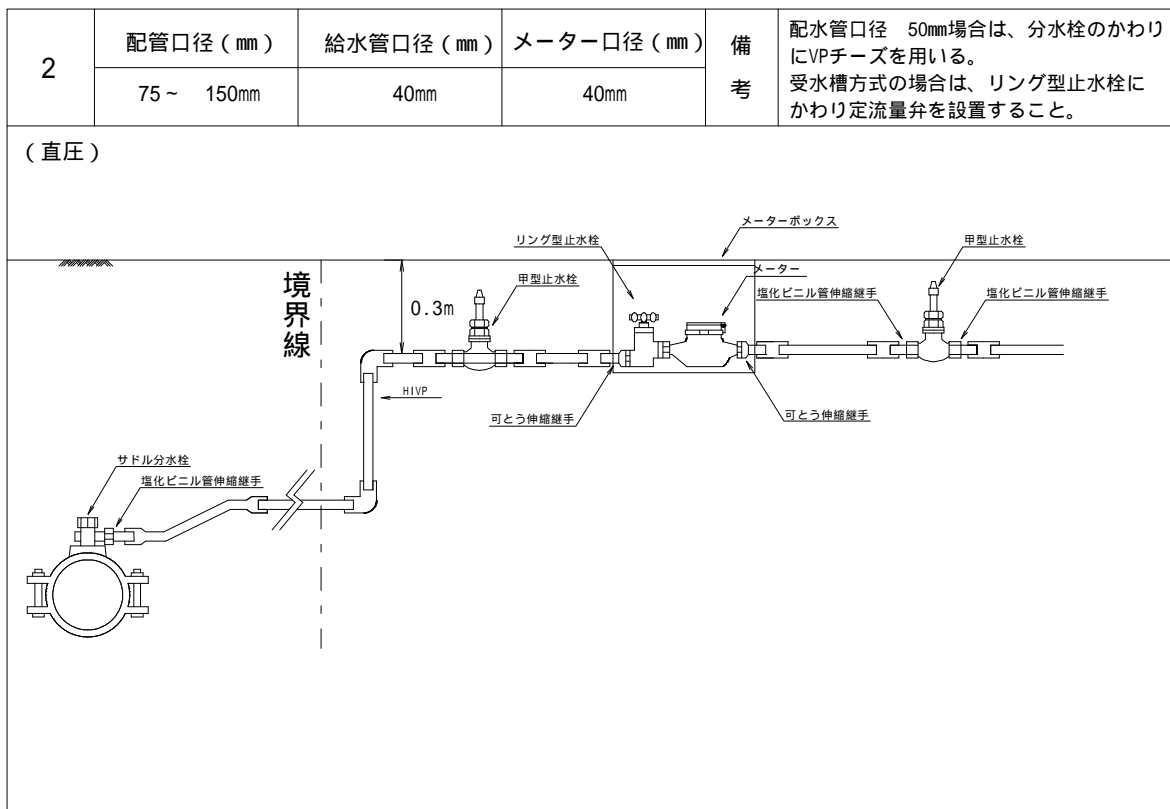 2
配管口径（mm）
給水管口径（mm）
メーター口径（mm）
75～　150mm
40mm
40mm
備
考
配水管口径　50mm場合は、分水栓のかわり
にVPチーズを用いる。
受水槽方式の場合は、リング型止水栓に
かわり定流量弁を設置すること。
（直圧）
メーターボックス
リング型止水栓
甲型止水栓
メーター
甲型止水栓
塩化ビニル管伸縮継手
塩化ビニル管伸縮継手
境界線
0.3m
HIVP
可とう伸縮継手
可とう伸縮継手
サドル分水栓
塩化ビニル管伸縮継手